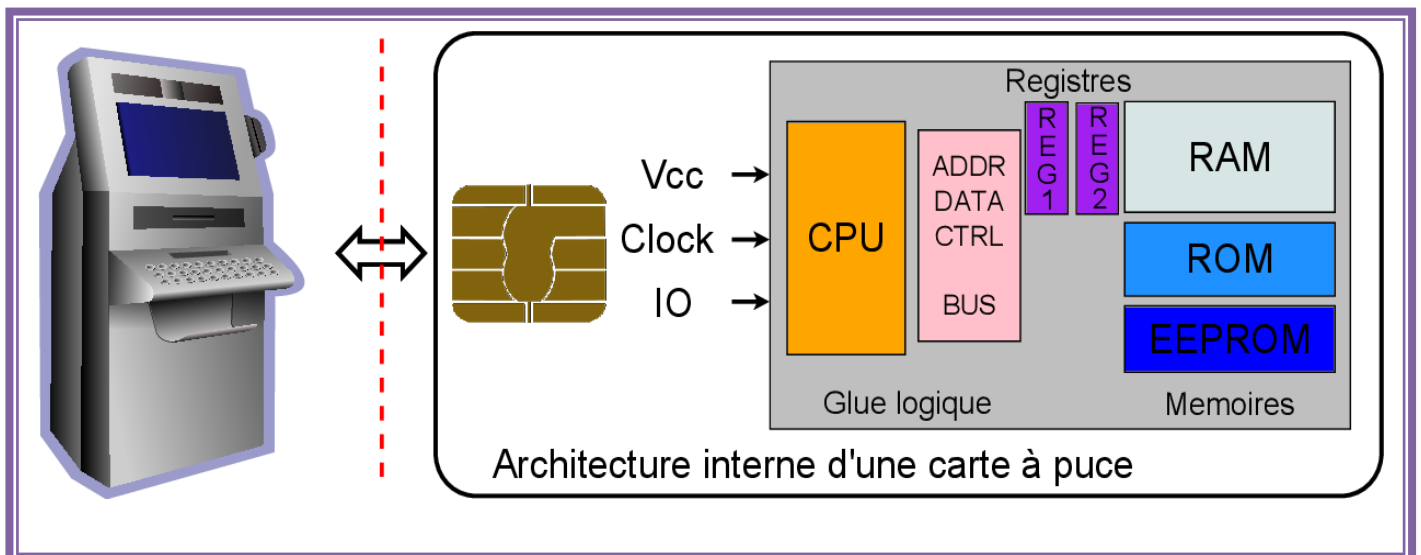 Registres
REG1
REG2
RAM
ROM
EEPROM
Vcc
Clock
IO
CPU
ADDR
DATA
CTRL
BUS
Glue logique
Memoires
Architecture interne d'une carte à puce